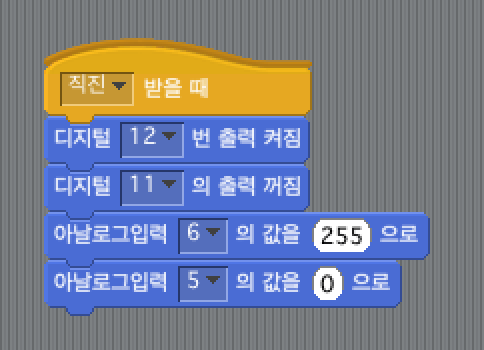 직진 받을 때
디지털 12 번 출력 켜짐
디지털 11 의 출력 꺼짐
아날로그입력 6 의 값을 255 으로
아날로그입력 5 의 값을 0 으로